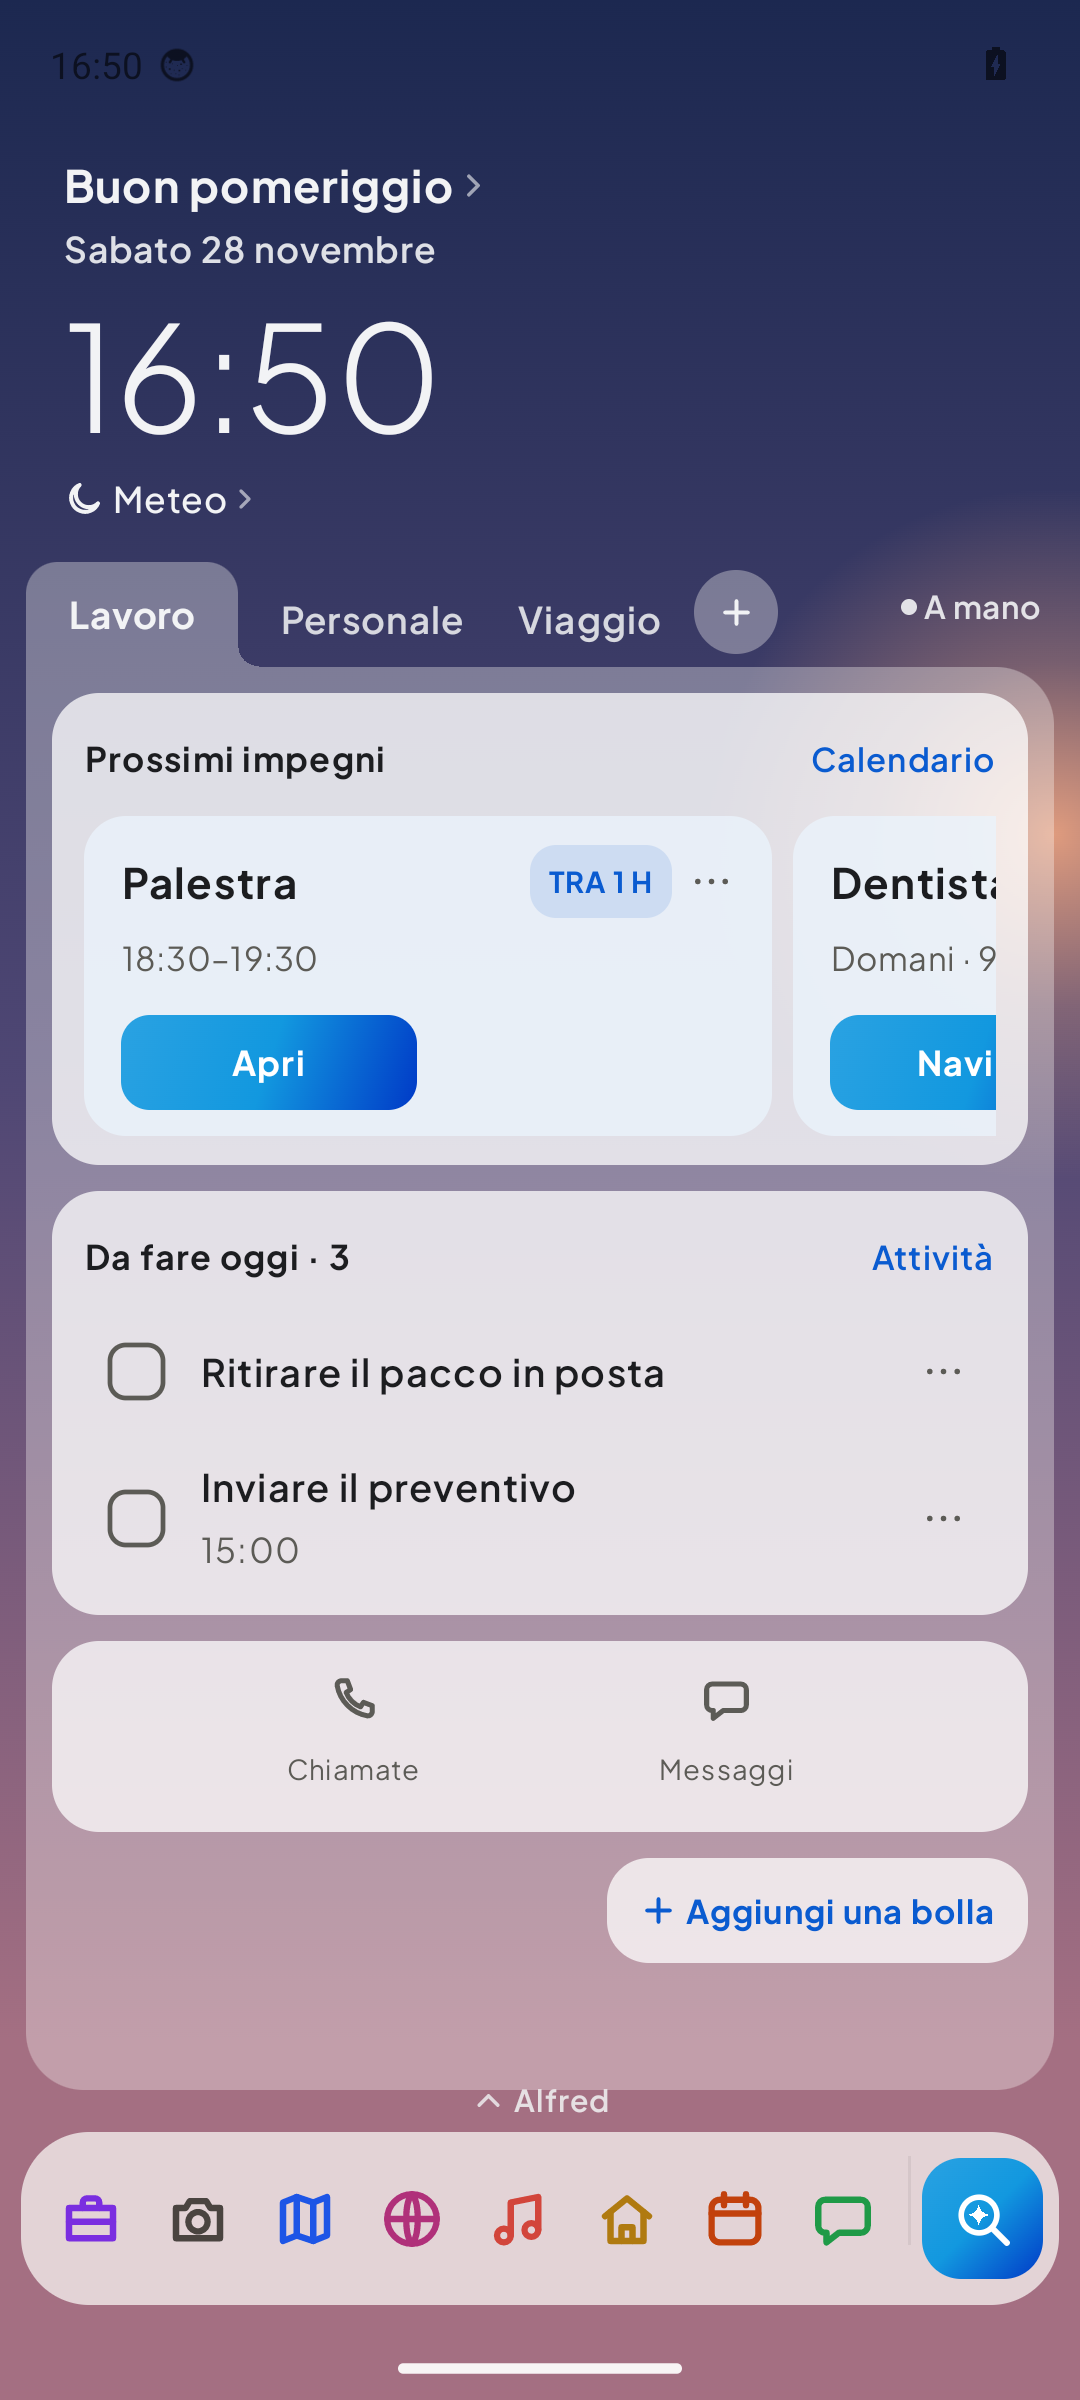 16:50
Buon pomeriggio
Sabato 28 novembre
16:50
Meteo
Lavoro
Personale
Viaggio
+
A mano
Prossimi impegni
Calendario
Palestra
TRA 1 H
...
18:30–19:30
Apri
Dentista
Domani · 9
Navi
Da fare oggi · 3
Attività
Ritirare il pacco in posta
...
Inviare il preventivo
...
15:00
Chiamate
Messaggi
+ Aggiungi una bolla
Alfred